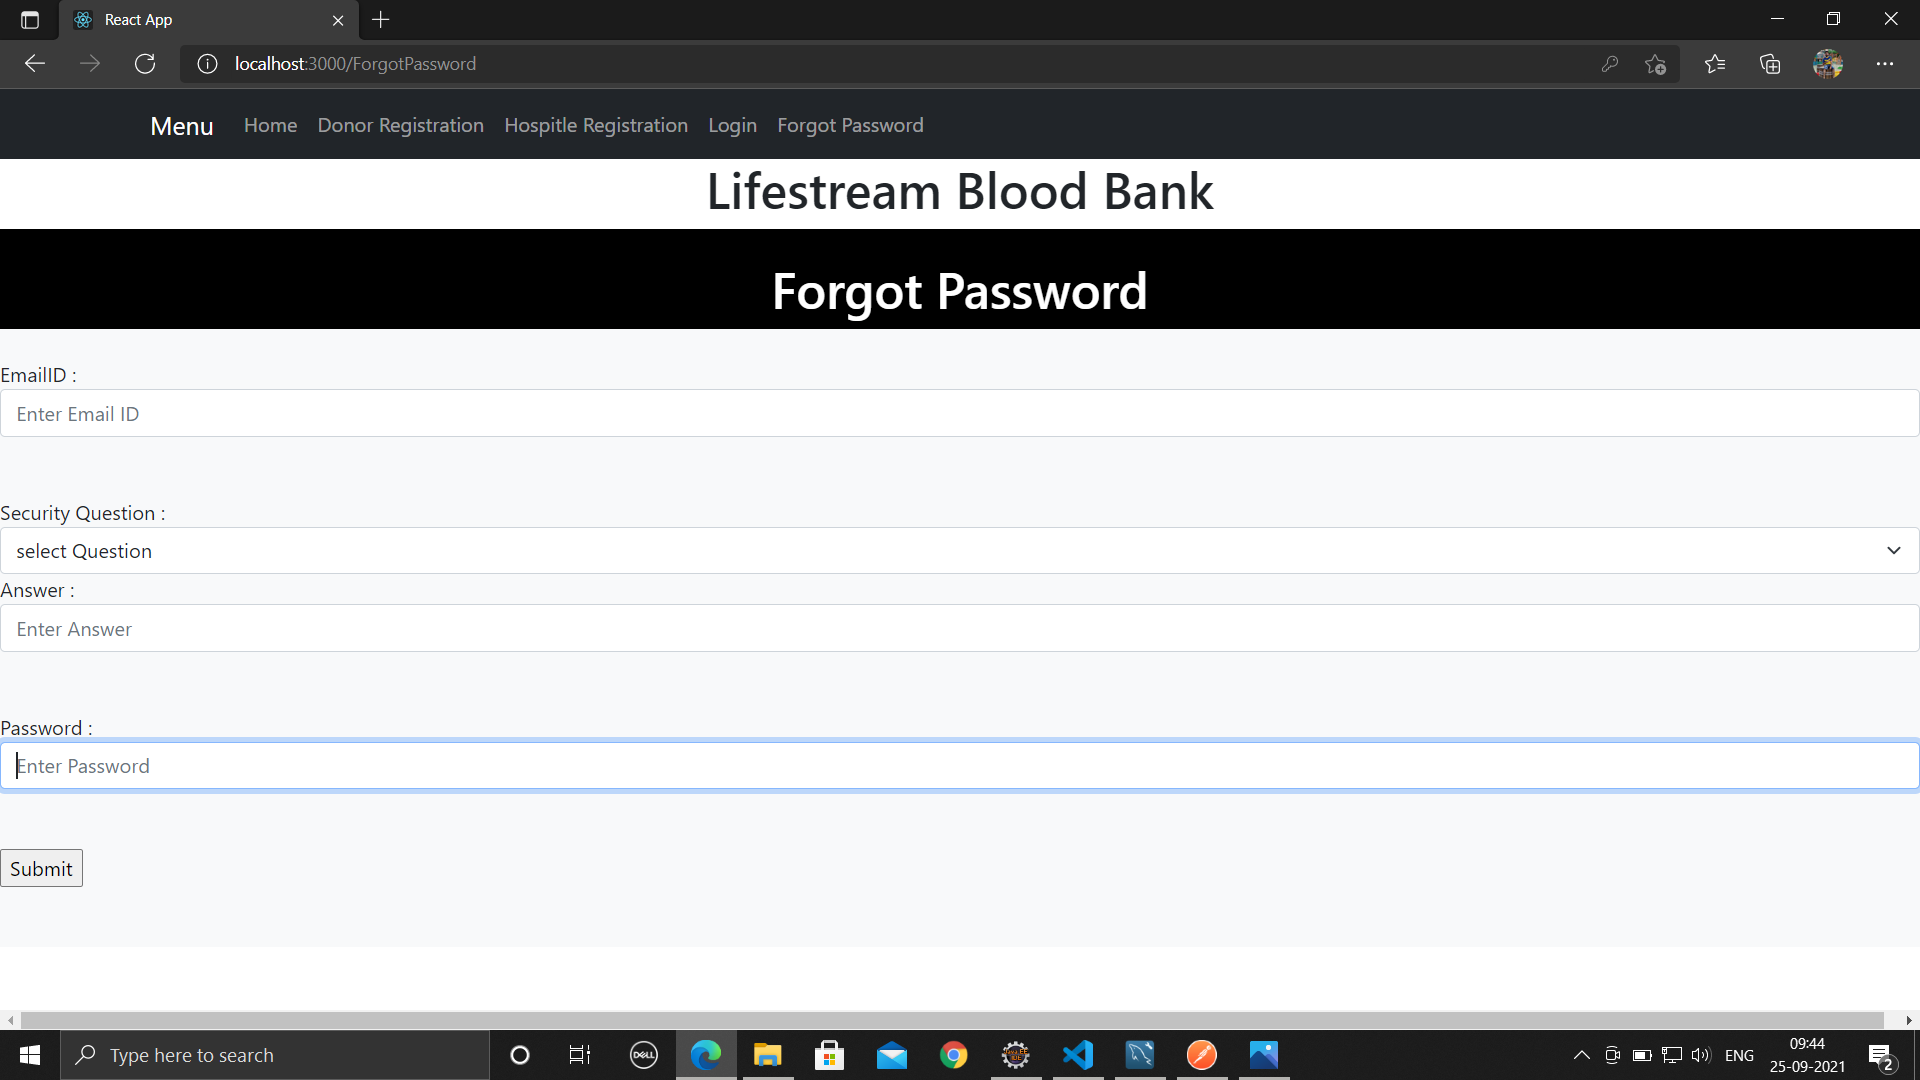 React App
localhost:3000/ForgotPassword
Menu Home Donor Registration Hospitle Registration Login Forgot Password
Lifestream Blood Bank
Forgot Password
EmailID :
Enter Email ID
Security Question :
select Question
Answer :
Enter Answer
Password :
Enter Password
Submit
Type here to search
DELL
ENG
09:44
25-09-2021
2